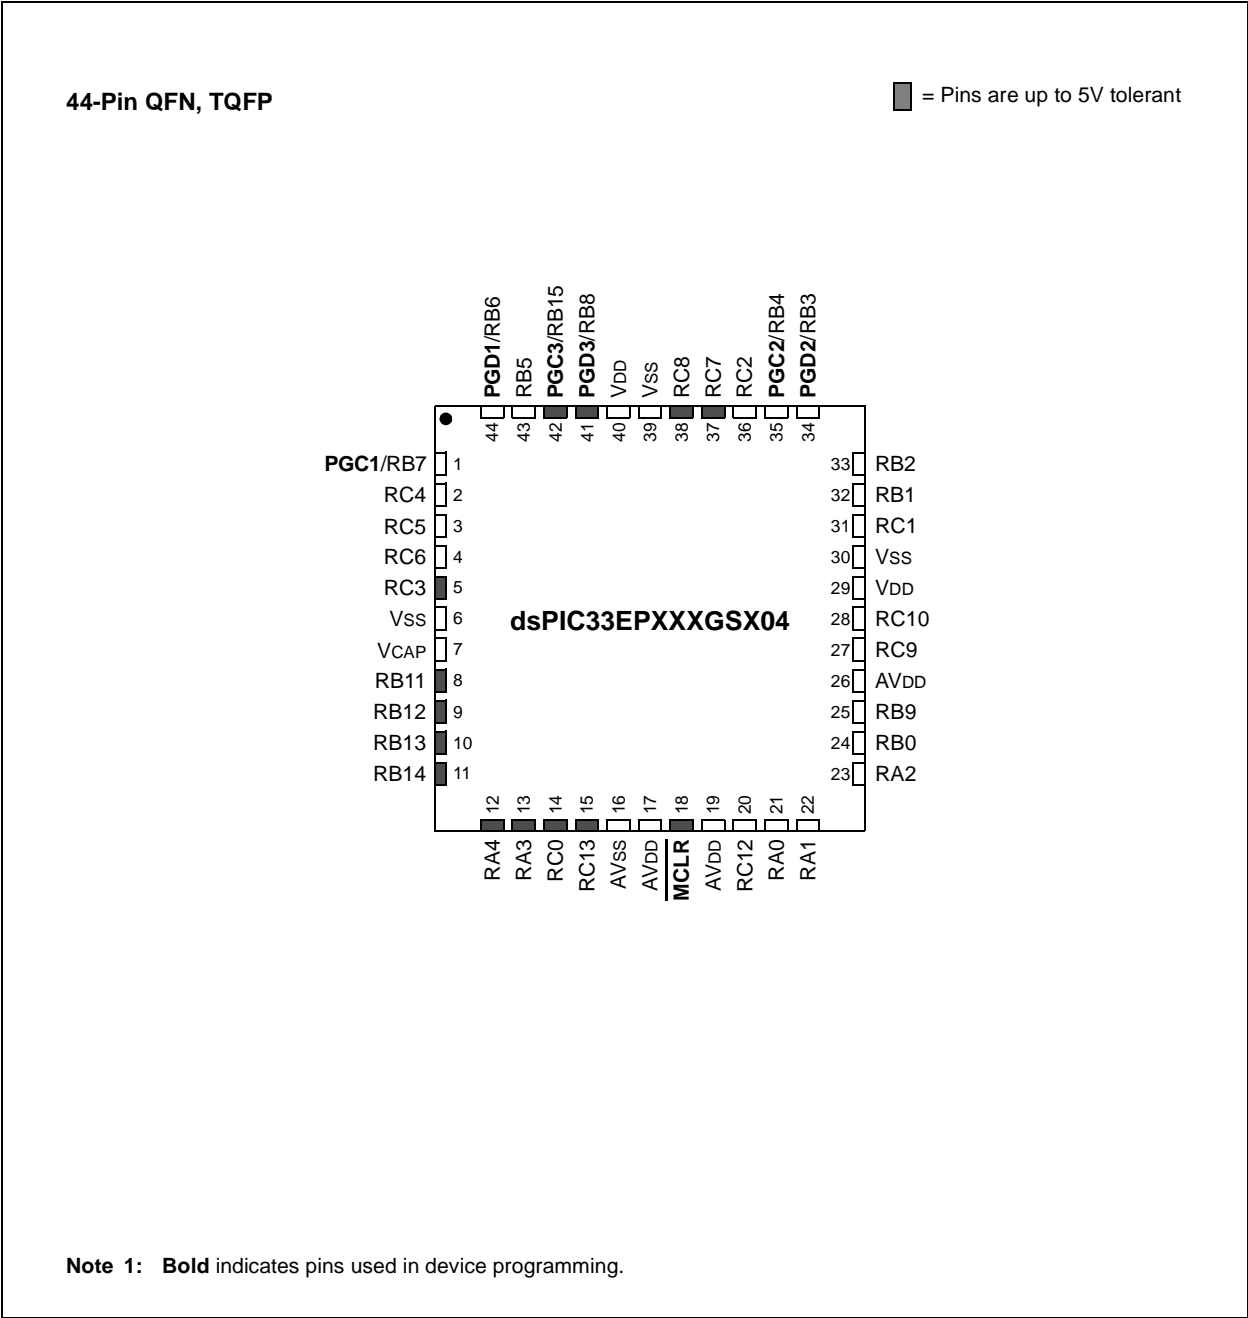 44-Pin QFN, TQFP
= Pins are up to 5V tolerant
PGD1/RB6
RB5
PGC3/RB15
PGD3/RB8
VDD
VSS
RC8
RC7
RC2
PGC2/RB4
PGD2/RB3
44
43
42
41
40
39
38
37
36
35
34
PGC1/RB7 1
RC4 2
RC5 3
RC6 4
RC3 5
VSS 6
VCAP 7
RB11 8
RB12 9
RB13 10
RB14 11
dsPIC33EPXXXGSX04
33 RB2
32 RB1
31 RC1
30 VSS
29 VDD
28 RC10
27 RC9
26 AVDD
25 RB9
24 RB0
23 RA2
12
13
14
15
16
17
18
19
20
21
22
RA4
RA3
RC0
RC13
AVSS
AVDD
MCLR
AVDD
RC12
RA0
RA1
Note 1: Bold indicates pins used in device programming.